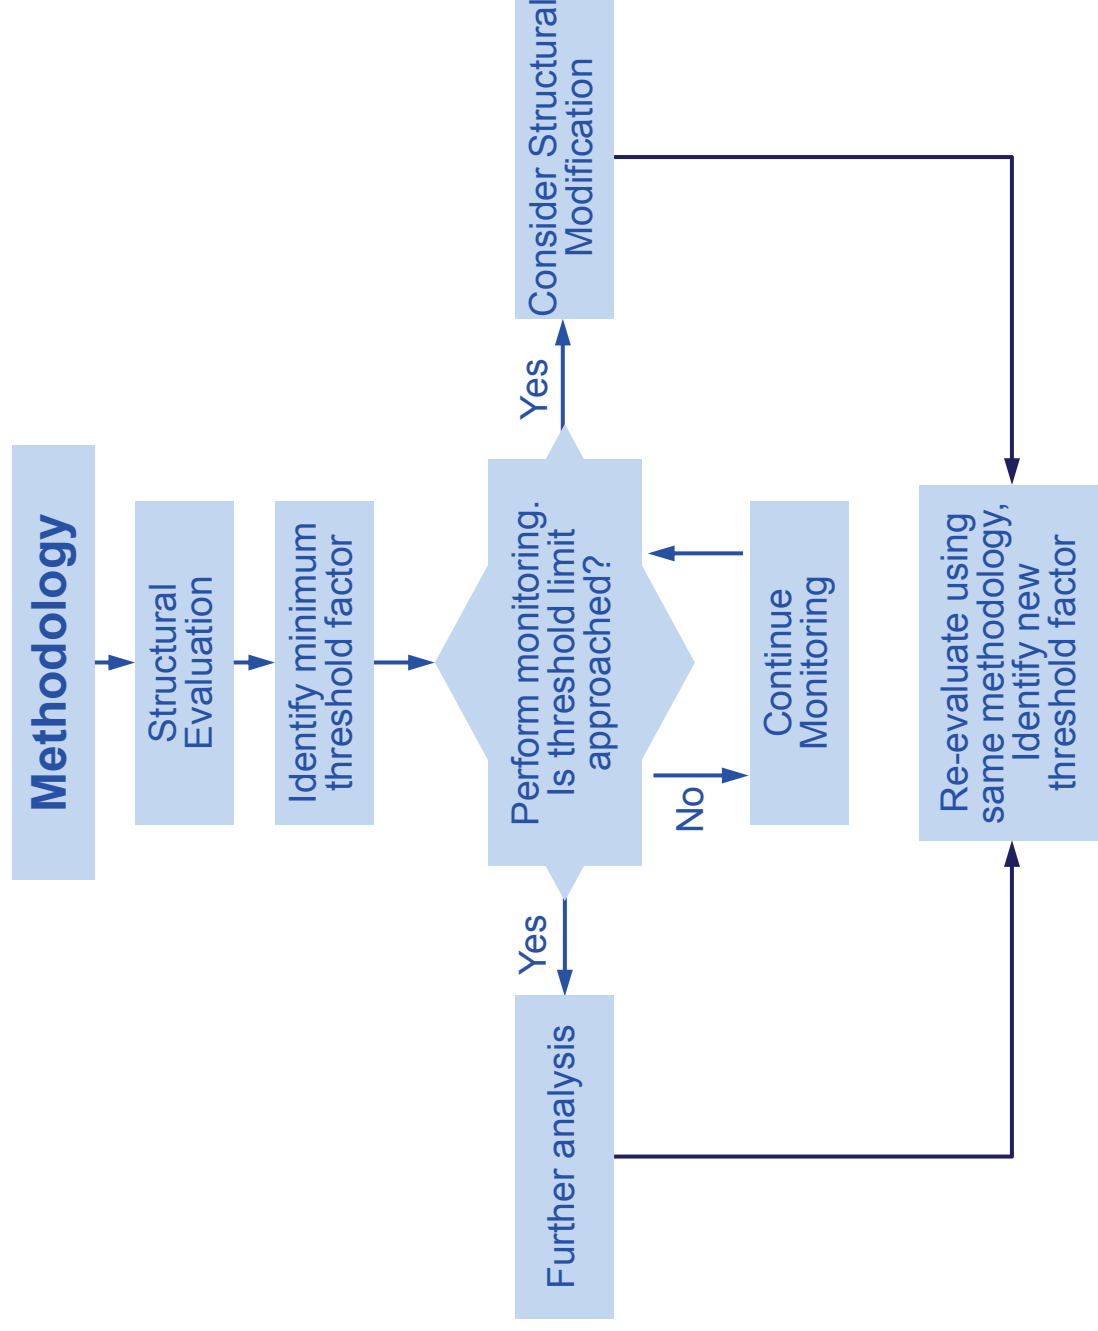 Methodology
Structural
Evaluation
Identify minimum
threshold factor
Perform monitoring.
Is threshold limit
approached?
Yes
Further analysis
Yes
Consider Structural
Modification
No
Continue
Monitoring
Re-evaluate using
same methodology,
Identify new
threshold factor